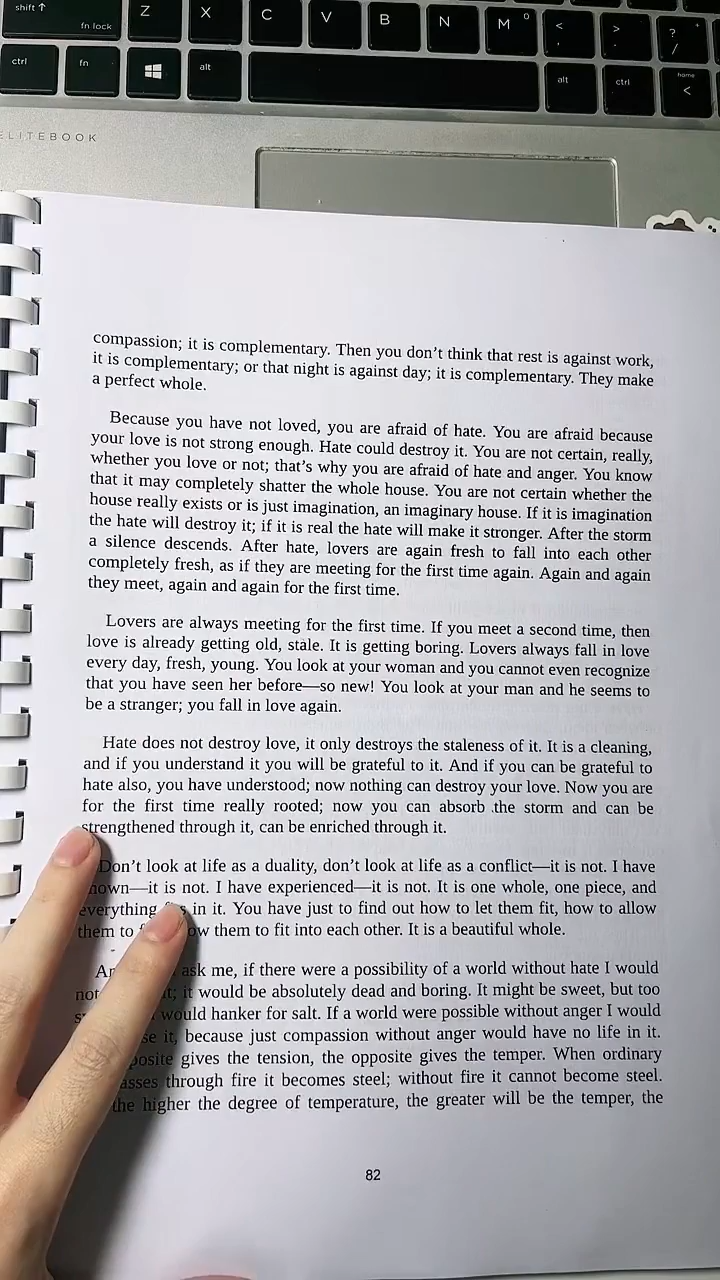 shift ↑
fn lock
Z X C V B N M < > ? /
ctrl fn alt alt ctrl home <
ELITEBOOK
compassion; it is complementary. Then you don’t think that rest is against work,
it is complementary; or that night is against day; it is complementary. They make
a perfect whole.
Because you have not loved, you are afraid of hate. You are afraid because
your love is not strong enough. Hate could destroy it. You are not certain, really,
whether you love or not; that’s why you are afraid of hate and anger. You know
that it may completely shatter the whole house. You are not certain whether the
house really exists or is just imagination, an imaginary house. If it is imagination
the hate will destroy it; if it is real the hate will make it stronger. After the storm
a silence descends. After hate, lovers are again fresh to fall into each other
completely fresh, as if they are meeting for the first time again. Again and again
they meet, again and again for the first time.
Lovers are always meeting for the first time. If you meet a second time, then
love is already getting old, stale. It is getting boring. Lovers always fall in love
every day, fresh, young. You look at your woman and you cannot even recognize
that you have seen her before—so new! You look at your man and he seems to
be a stranger; you fall in love again.
Hate does not destroy love, it only destroys the staleness of it. It is a cleaning,
and if you understand it you will be grateful to it. And if you can be grateful to
hate also, you have understood; now nothing can destroy your love. Now you are
for the first time really rooted; now you can absorb the storm and can be
strengthened through it, can be enriched through it.
Don’t look at life as a duality, don’t look at life as a conflict—it is not. I have
it is not. I have experienced—it is not. It is one whole, one piece, and
everything in it. You have just to find out how to let them fit, how to allow
them to them to fit into each other. It is a beautiful whole.
ask me, if there were a possibility of a world without hate I would
it would be absolutely dead and boring. It might be sweet, but too
would hanker for salt. If a world were possible without anger I would
it, because just compassion without anger would have no life in it.
gives the tension, the opposite gives the temper. When ordinary
through fire it becomes steel; without fire it cannot become steel.
the higher the degree of temperature, the greater will be the temper, the
82